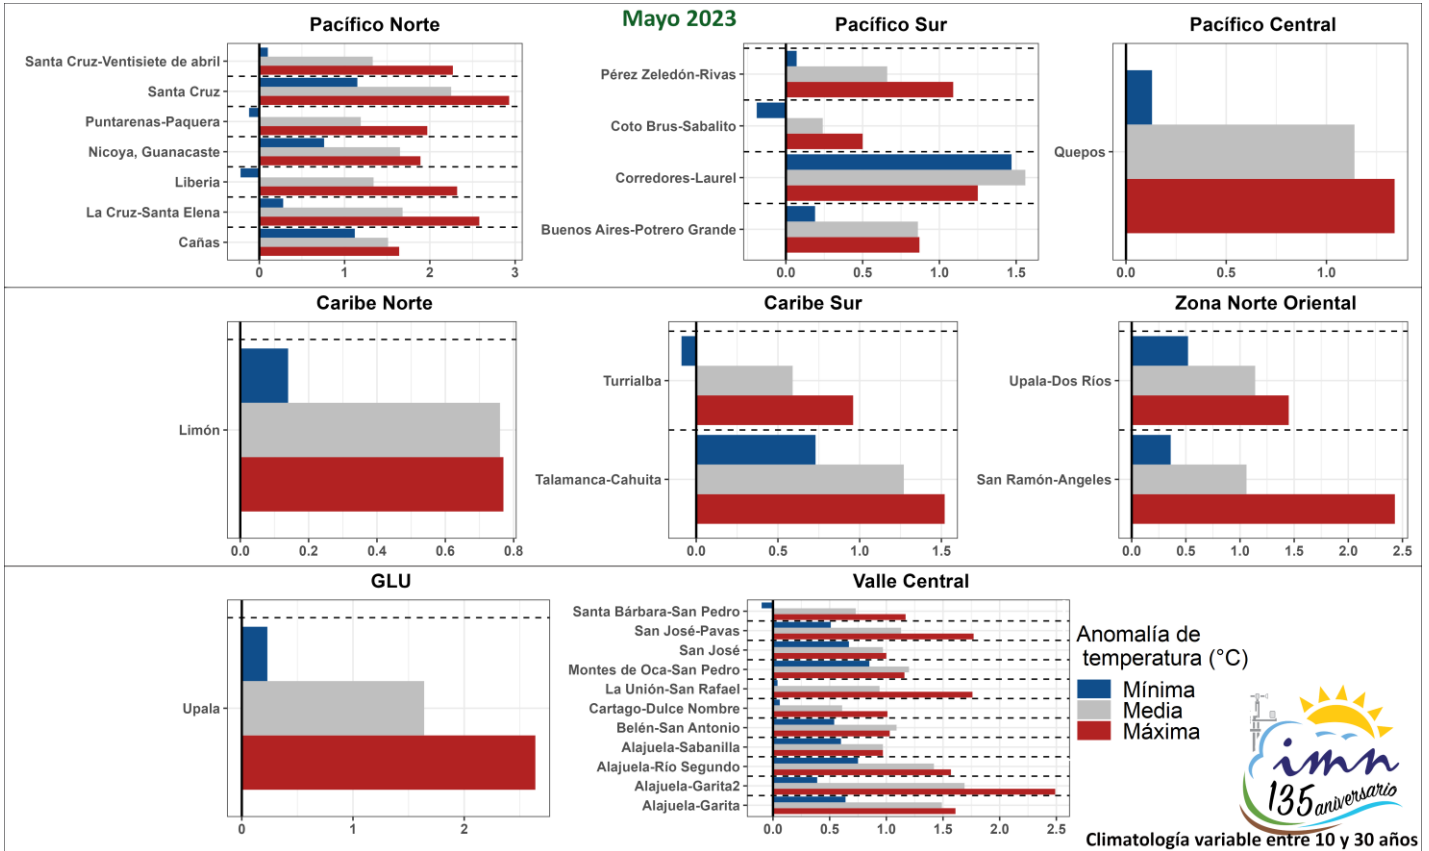 Mayo 2023
Pacífico Norte
Santa Cruz-Ventisiete de abril
Santa Cruz
Puntarenas-Paquera
Nicoya, Guanacaste
Liberia
La Cruz-Santa Elena
Cañas
0 1 2 3
Pacífico Sur
Pérez Zeledón-Rivas
Coto Brus-Sabalito
Corredores-Laurel
Buenos Aires-Potrero Grande
0.0 0.5 1.0 1.5
Pacífico Central
Quepos
0.0 0.5 1.0
Caribe Norte
Limón
0.0 0.2 0.4 0.6 0.8
Caribe Sur
Turrialba
Talamanca-Cahuita
0.0 0.5 1.0 1.5
Zona Norte Oriental
Upala-Dos Ríos
San Ramón-Angeles
0.0 0.5 1.0 1.5 2.0 2.5
GLU
Upala
0 1 2
Valle Central
Santa Bárbara-San Pedro
San José-Pavas
San José
Montes de Oca-San Pedro
La Unión-San Rafael
Cartago-Dulce Nombre
Belén-San Antonio
Alajuela-Sabanilla
Alajuela-Río Segundo
Alajuela-Garita2
Alajuela-Garita
0.0 0.5 1.0 1.5 2.0 2.5
Anomalía de
temperatura (°C)
Mínima
Media
Máxima
imn
135 aniversario
Climatología variable entre 10 y 30 años